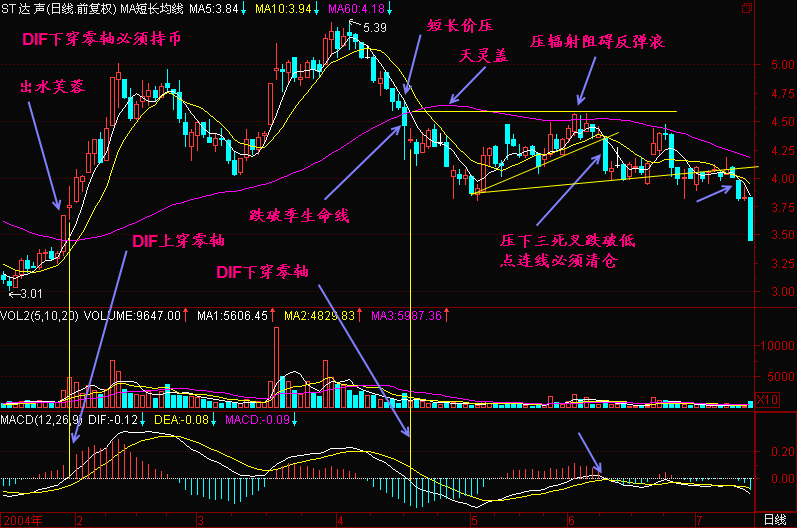 ST达 声(日线.前复权) MA短长均线 MA5:3.84↓ MA10:3.94↓ MA60:4.18↓
5.39
DIF下穿零轴必须持币
短长价压
天灵盖
压辐射阻碍反弹浪
出水芙蓉
5.00
4.75
4.50
4.25
4.00
3.75
3.50
3.25
3.00
跌破季生命线
DIF上穿零轴
DIF下穿零轴
压下三死叉跌破低
点连线必须清仓
←3.01
VOL2(5,10,20) VOLUME:9647.00↑ MA1:5606.45↑ MA2:4829.83↑ MA3:5987.36↑
10000
5000
X10
MACD(12,26,9) DIF:-0.12↓ DEA:-0.08↓ MACD:-0.09↓
0.20
0.00
2004年 2 3 4 5 6 7 日线